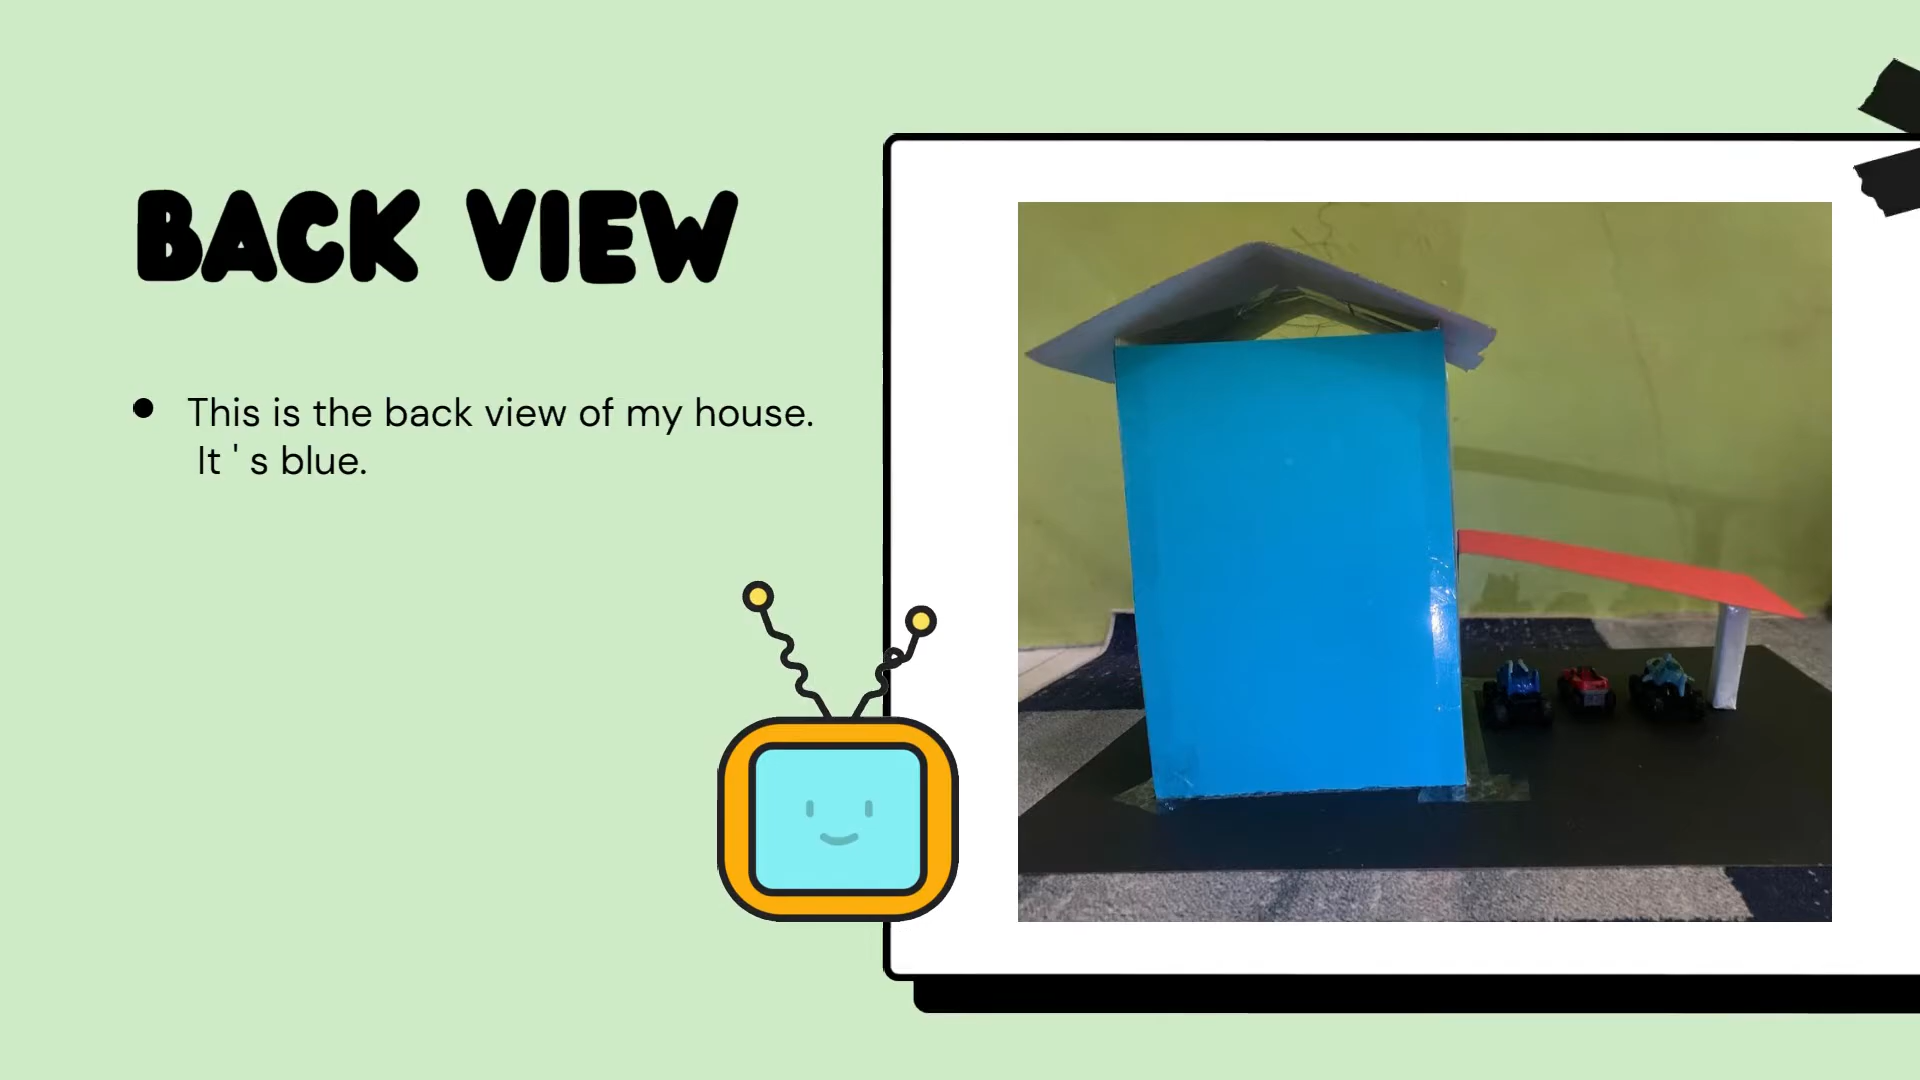 BACK VIEW
• This is the back view of my house.
It ' s blue.